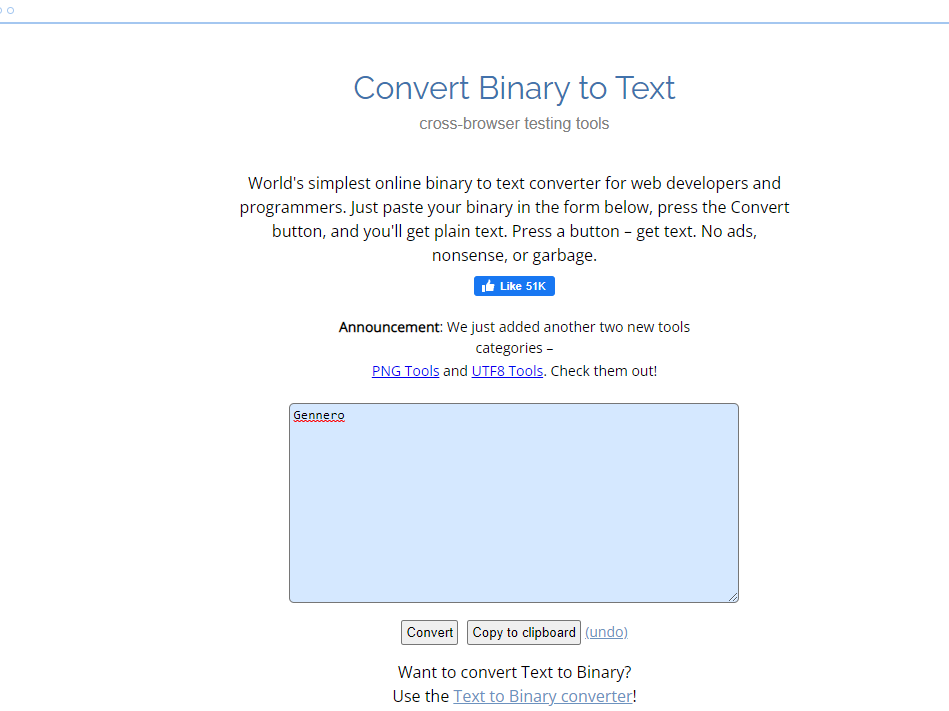 Convert Binary to Text
cross-browser testing tools
World's simplest online binary to text converter for web developers and
programmers. Just paste your binary in the form below, press the Convert
button, and you'll get plain text. Press a button – get text. No ads,
nonsense, or garbage.
Like 51K
Announcement: We just added another two new tools
categories –
PNG Tools and UTF8 Tools. Check them out!
Gennero
Convert Copy to clipboard (undo)
Want to convert Text to Binary?
Use the Text to Binary converter!